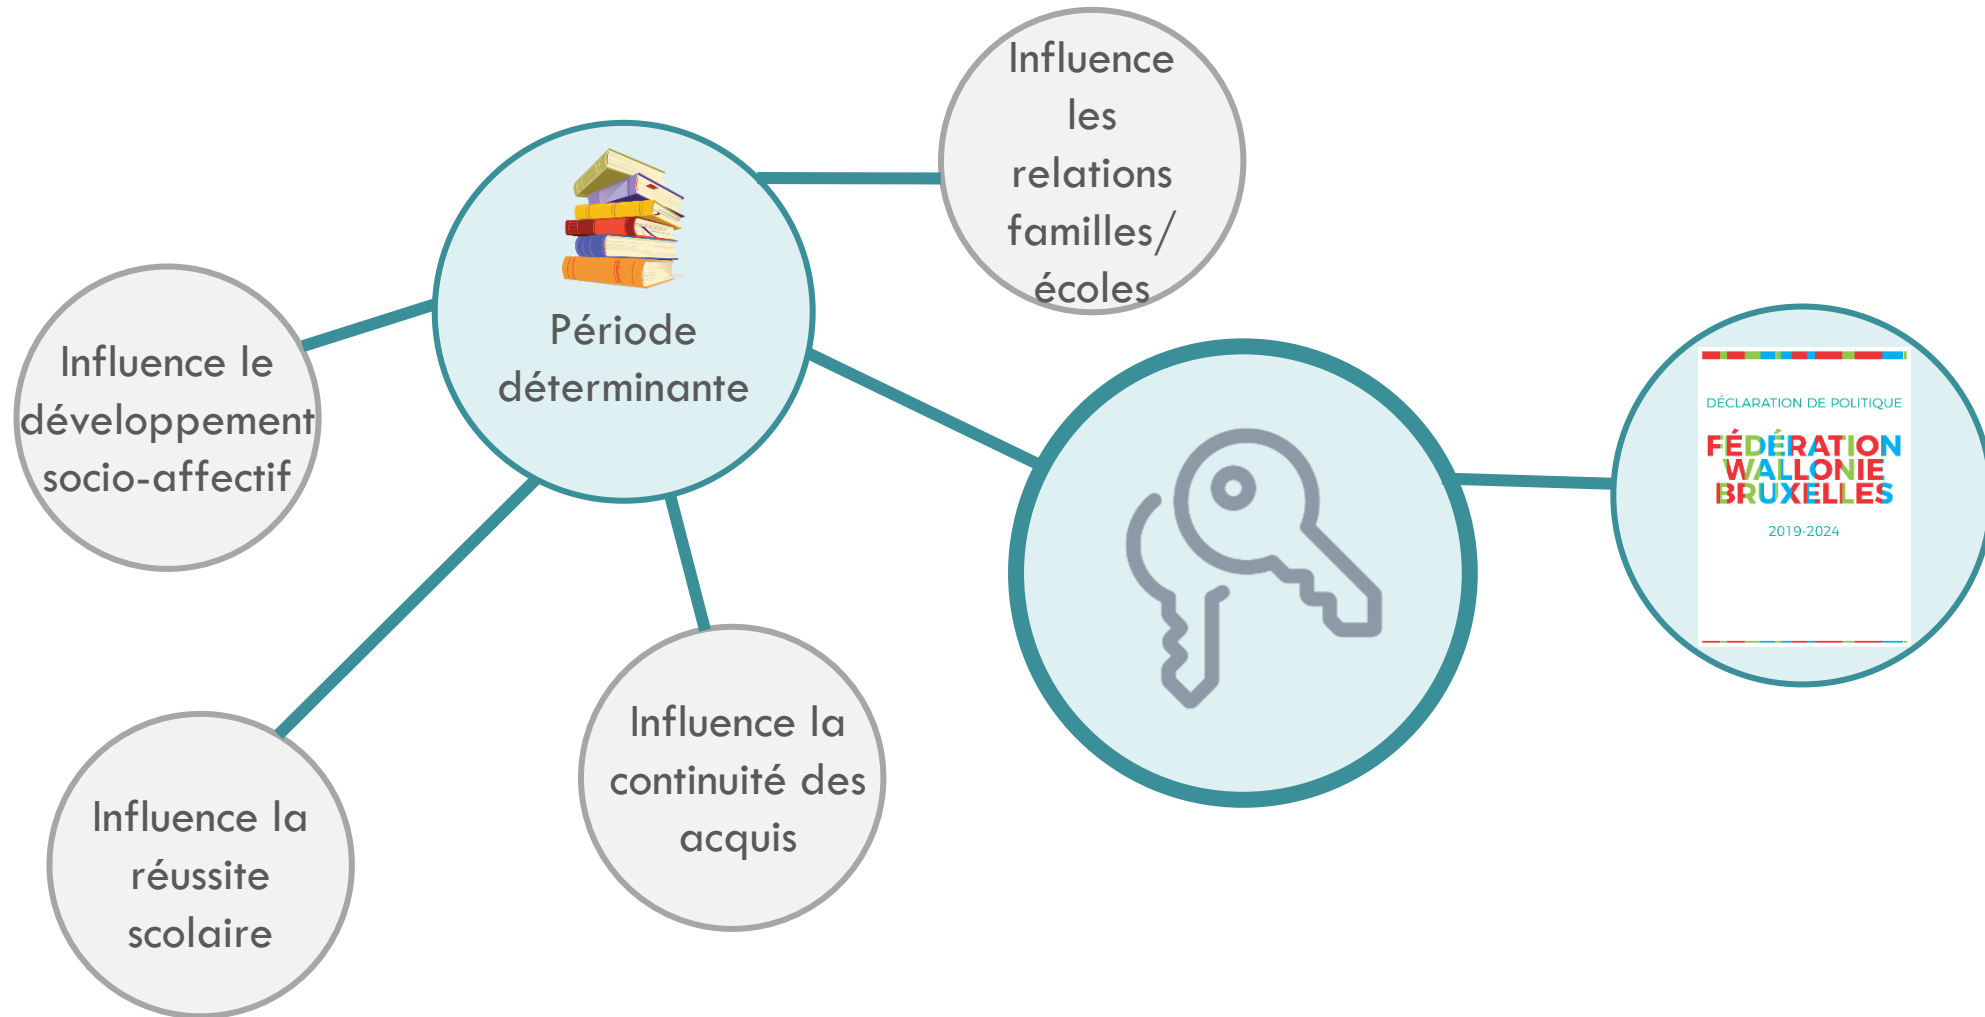 Influence
les
relations
familles/
écoles
Période
déterminante
Influence le
développement
socio-affectif
DÉCLARATION DE POLITIQUE
FÉDÉRATION
WALLONIE
BRUXELLES
2019-2024
Influence la
continuité des
acquis
Influence la
réussite
scolaire